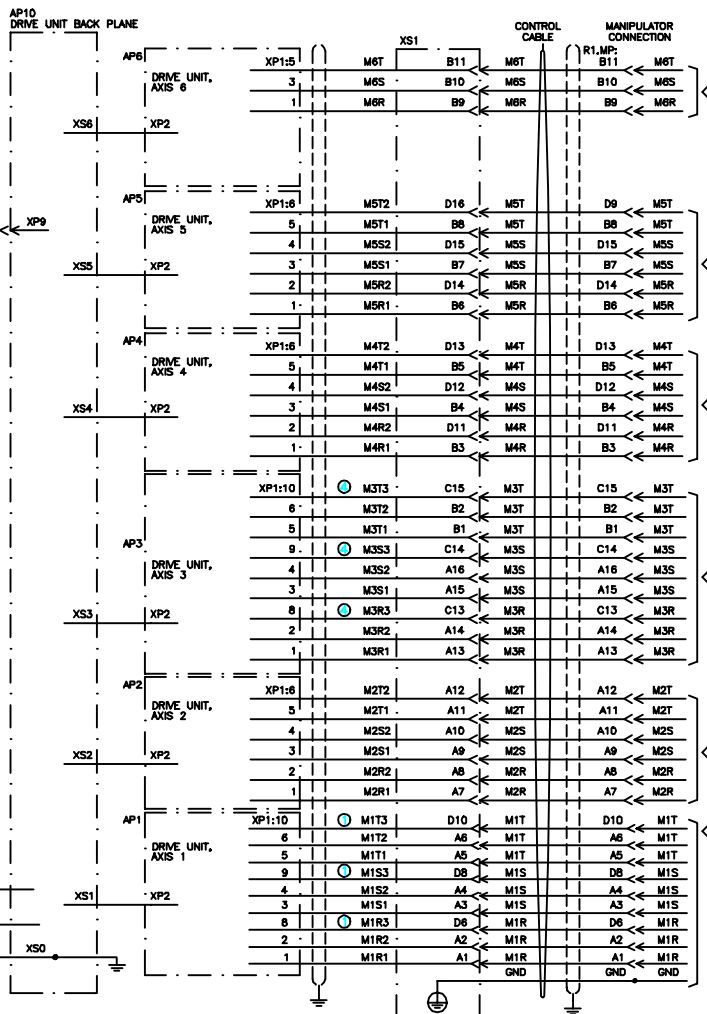 AP10
DRIVE UNIT BACK PLANE
XS1
CONTROL CABLE
MANIPULATOR CONNECTION
R1.MP:
AP6
DRIVE UNIT, AXIS 6
XP1:5 M6T B11 M6T B11 M6T
3 M6S B10 M6S B10 M6S
1 M6R B9 M6R B9 M6R
XS6 XP2
XP9
AP5
DRIVE UNIT, AXIS 5
XP1:6 M5T2 D16 M5T D9 M5T
5 M5T1 B8 M5T B8 M5T
4 M5S2 D15 M5S D15 M5S
3 M5S1 B7 M5S B7 M5S
2 M5R2 D14 M5R D14 M5R
1 M5R1 B6 M5R B6 M5R
XS5 XP2
AP4
DRIVE UNIT, AXIS 4
XP1:6 M4T2 D13 M4T D13 M4T
5 M4T1 B5 M4T B5 M4T
4 M4S2 D12 M4S D12 M4S
3 M4S1 B4 M4S B4 M4S
2 M4R2 D11 M4R D11 M4R
1 M4R1 B3 M4R B3 M4R
XS4 XP2
AP3
DRIVE UNIT, AXIS 3
XP1:10 4 M3T3 C15 M3T C15 M3T
6 M3T2 B2 M3T B2 M3T
5 M3T1 B1 M3T B1 M3T
9 4 M3S3 C14 M3S C14 M3S
4 M3S2 A16 M3S A16 M3S
3 M3S1 A15 M3S A15 M3S
8 4 M3R3 C13 M3R C13 M3R
2 M3R2 A14 M3R A14 M3R
1 M3R1 A13 M3R A13 M3R
XS3 XP2
AP2
DRIVE UNIT, AXIS 2
XP1:6 M2T2 A12 M2T A12 M2T
5 M2T1 A11 M2T A11 M2T
4 M2S2 A10 M2S A10 M2S
3 M2S1 A9 M2S A9 M2S
2 M2R2 A8 M2R A8 M2R
1 M2R1 A7 M2R A7 M2R
XS2 XP2
AP1
DRIVE UNIT, AXIS 1
XP1:10 1 M1T3 D10 M1T D10 M1T
6 M1T2 A6 M1T A6 M1T
5 M1T1 A5 M1T A5 M1T
9 1 M1S3 D8 M1S D8 M1S
4 M1S2 A4 M1S A4 M1S
3 M1S1 A3 M1S A3 M1S
8 1 M1R3 D6 M1R D6 M1R
2 M1R2 A2 M1R A2 M1R
1 M1R1 A1 M1R A1 M1R
GND GND GND
XS1 XP2
XS0